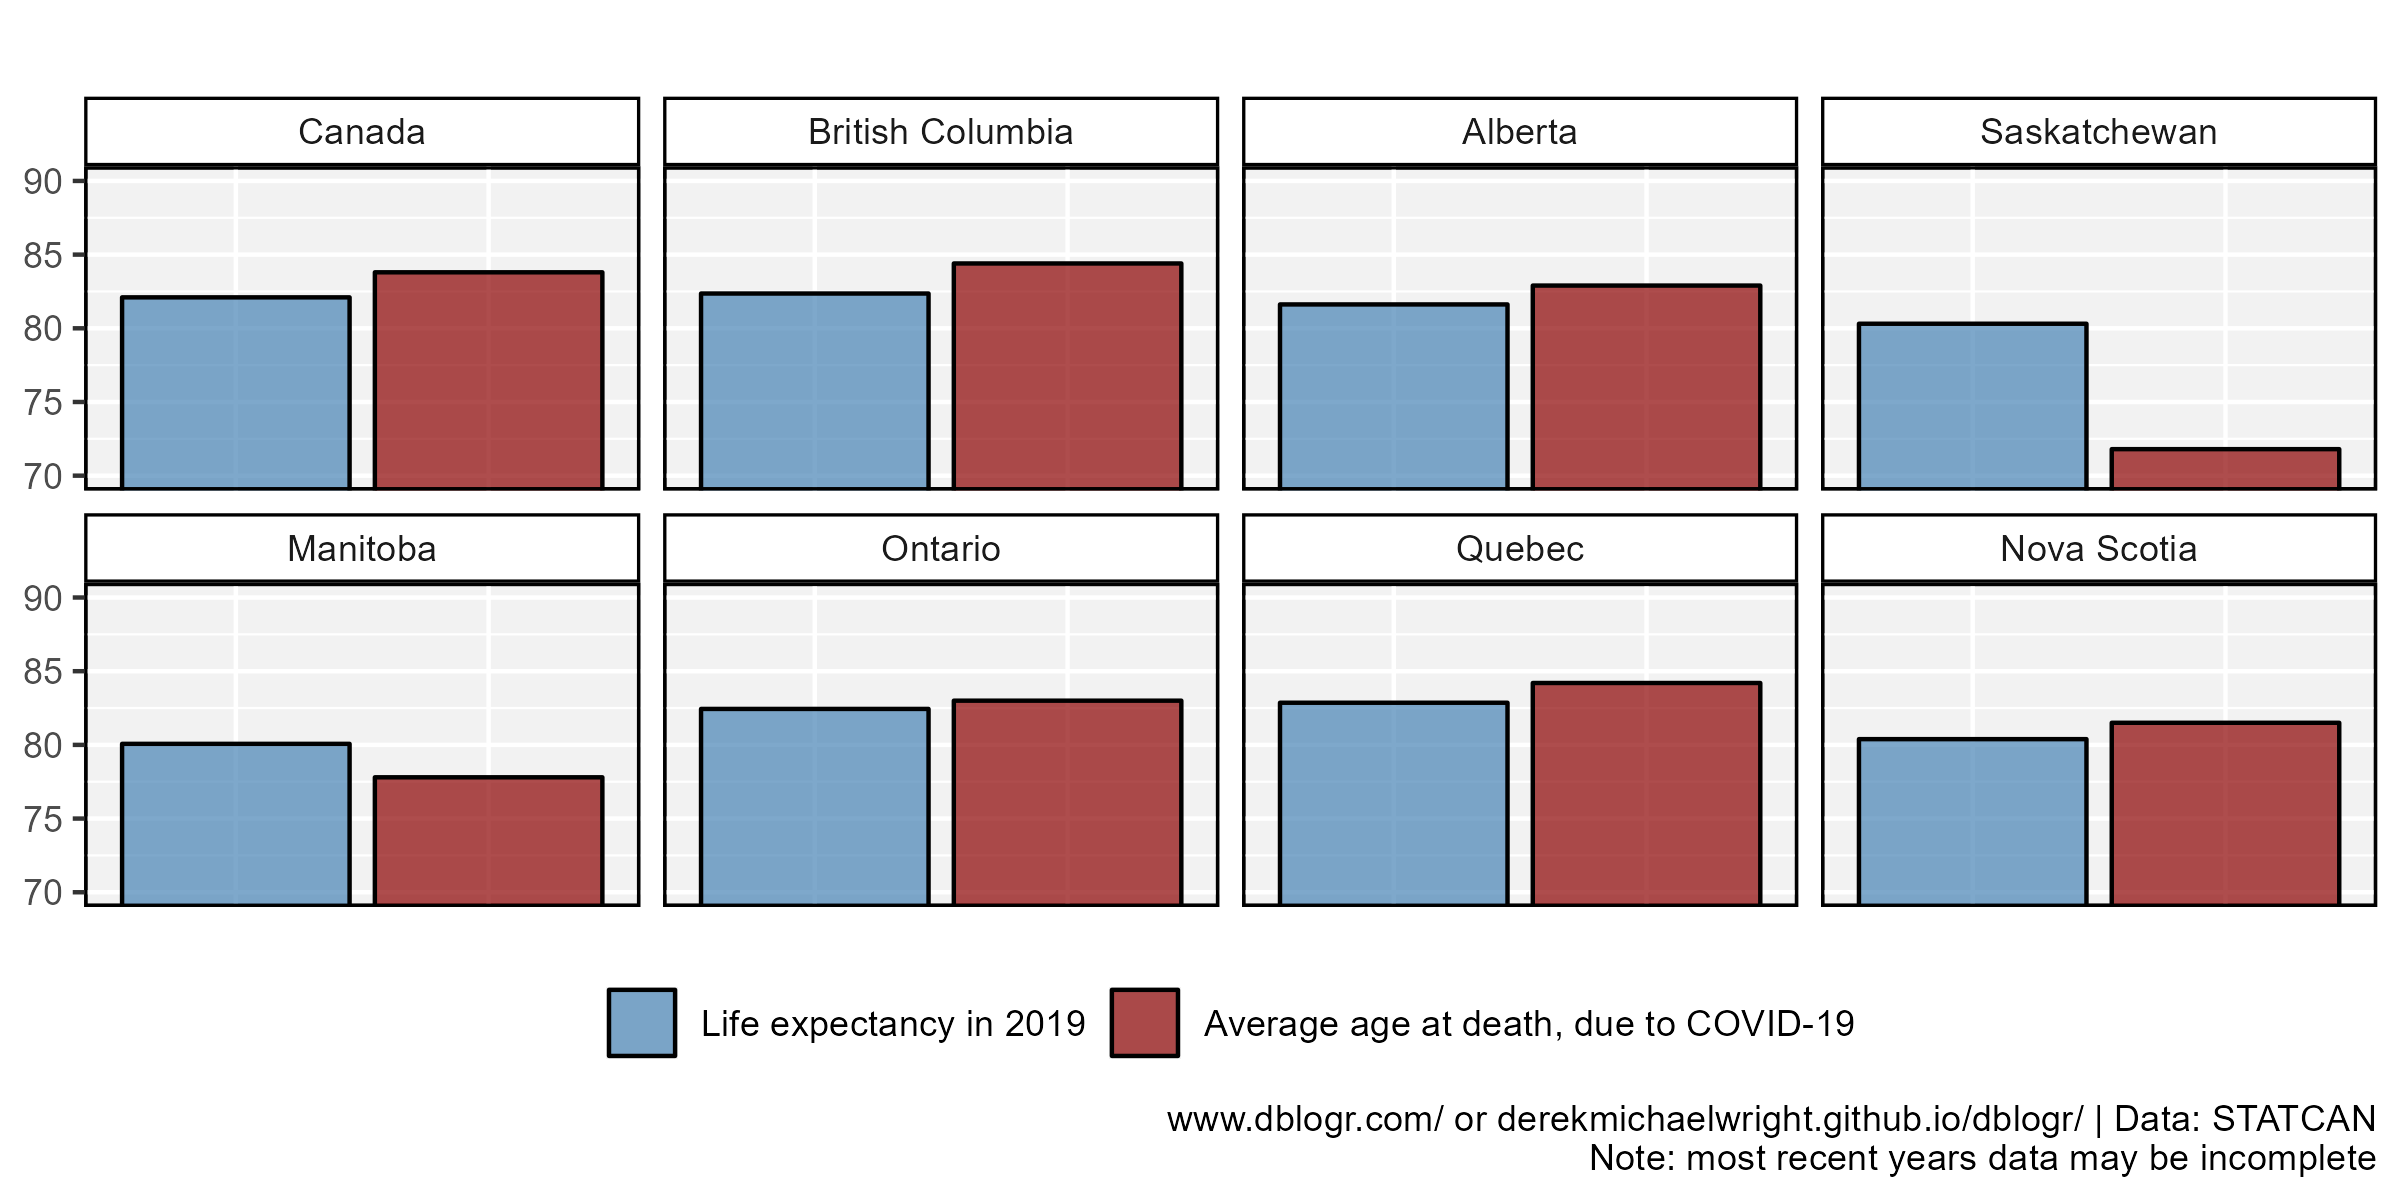 Canada
British Columbia
Alberta
Saskatchewan
90
85
80
75
70
Manitoba
Ontario
Quebec
Nova Scotia
90
85
80
75
70
Life expectancy in 2019
Average age at death, due to COVID-19
www.dblogr.com/ or derekmichaelwright.github.io/dblogr/ | Data: STATCAN
Note: most recent years data may be incomplete